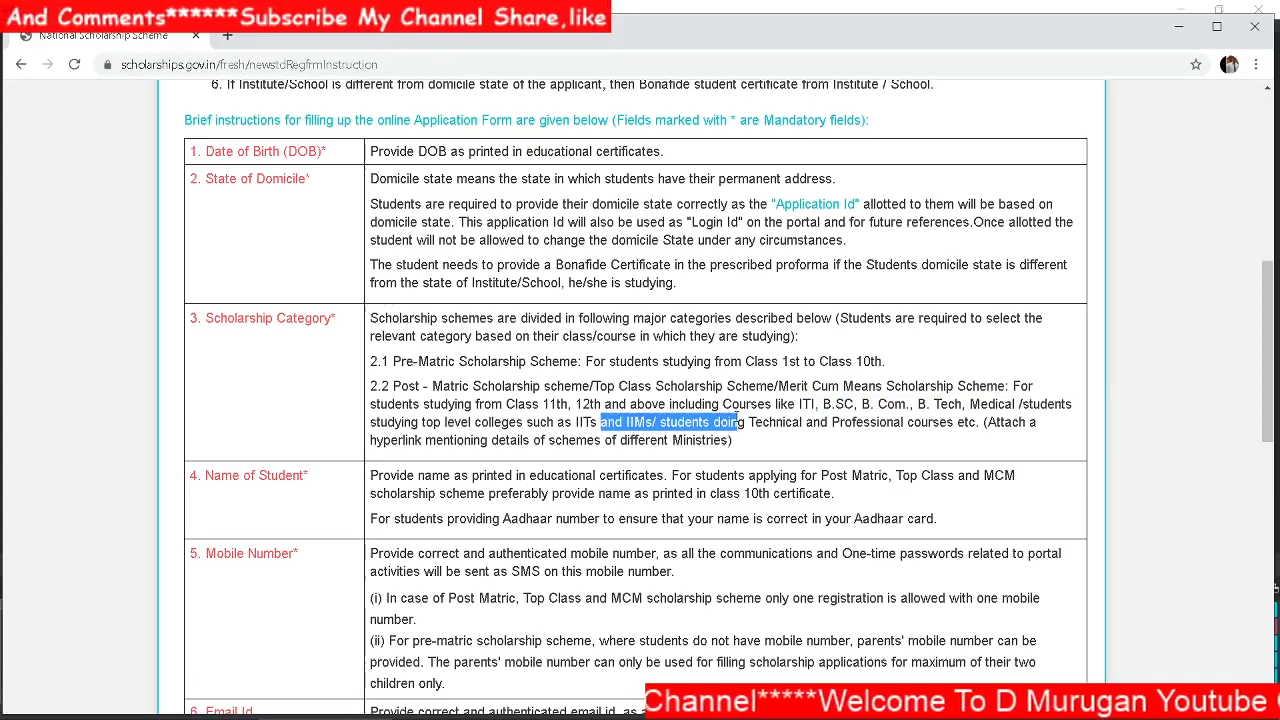 And Comments******Subscribe My Channel Share,like
National Scholarship Scheme
scholarships.gov.in/fresh/newstdRegfrmInstruction
6. If Institute/School is different from domicile state of the applicant, then Bonafide student certificate from Institute / School.
Brief instructions for filling up the online Application Form are given below (Fields marked with * are Mandatory fields):
1. Date of Birth (DOB)*
Provide DOB as printed in educational certificates.
2. State of Domicile*
Domicile state means the state in which students have their permanent address.
Students are required to provide their domicile state correctly as the "Application Id" allotted to them will be based on
domicile state. This application Id will also be used as "Login Id" on the portal and for future references.Once allotted the
student will not be allowed to change the domicile State under any circumstances.
The student needs to provide a Bonafide Certificate in the prescribed proforma if the Students domicile state is different
from the state of Institute/School, he/she is studying.
3. Scholarship Category*
Scholarship schemes are divided in following major categories described below (Students are required to select the
relevant category based on their class/course in which they are studying):
2.1 Pre-Matric Scholarship Scheme: For students studying from Class 1st to Class 10th.
2.2 Post - Matric Scholarship scheme/Top Class Scholarship Scheme/Merit Cum Means Scholarship Scheme: For
students studying from Class 11th, 12th and above including Courses like ITI, B.SC, B. Com., B. Tech, Medical /students
studying top level colleges such as IITs and IIMs/ students doing Technical and Professional courses etc. (Attach a
hyperlink mentioning details of schemes of different Ministries)
4. Name of Student*
Provide name as printed in educational certificates. For students applying for Post Matric, Top Class and MCM
scholarship scheme preferably provide name as printed in class 10th certificate.
For students providing Aadhaar number to ensure that your name is correct in your Aadhaar card.
5. Mobile Number*
Provide correct and authenticated mobile number, as all the communications and One-time passwords related to portal
activities will be sent as SMS on this mobile number.
(i) In case of Post Matric, Top Class and MCM scholarship scheme only one registration is allowed with one mobile
number.
(ii) For pre-matric scholarship scheme, where students do not have mobile number, parents' mobile number can be
provided. The parents' mobile number can only be used for filling scholarship applications for maximum of their two
children only.
6. Email Id
Provide correct and authenticated email id, as
Channel*****Welcome To D Murugan Youtube